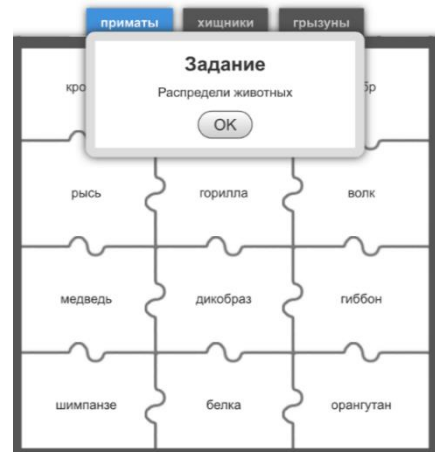 приматы хищники грызуны
Задание
Распредели животных
OK
рысь горилла волк
медведь дикобраз гиббон
шимпанзе белка орангутан